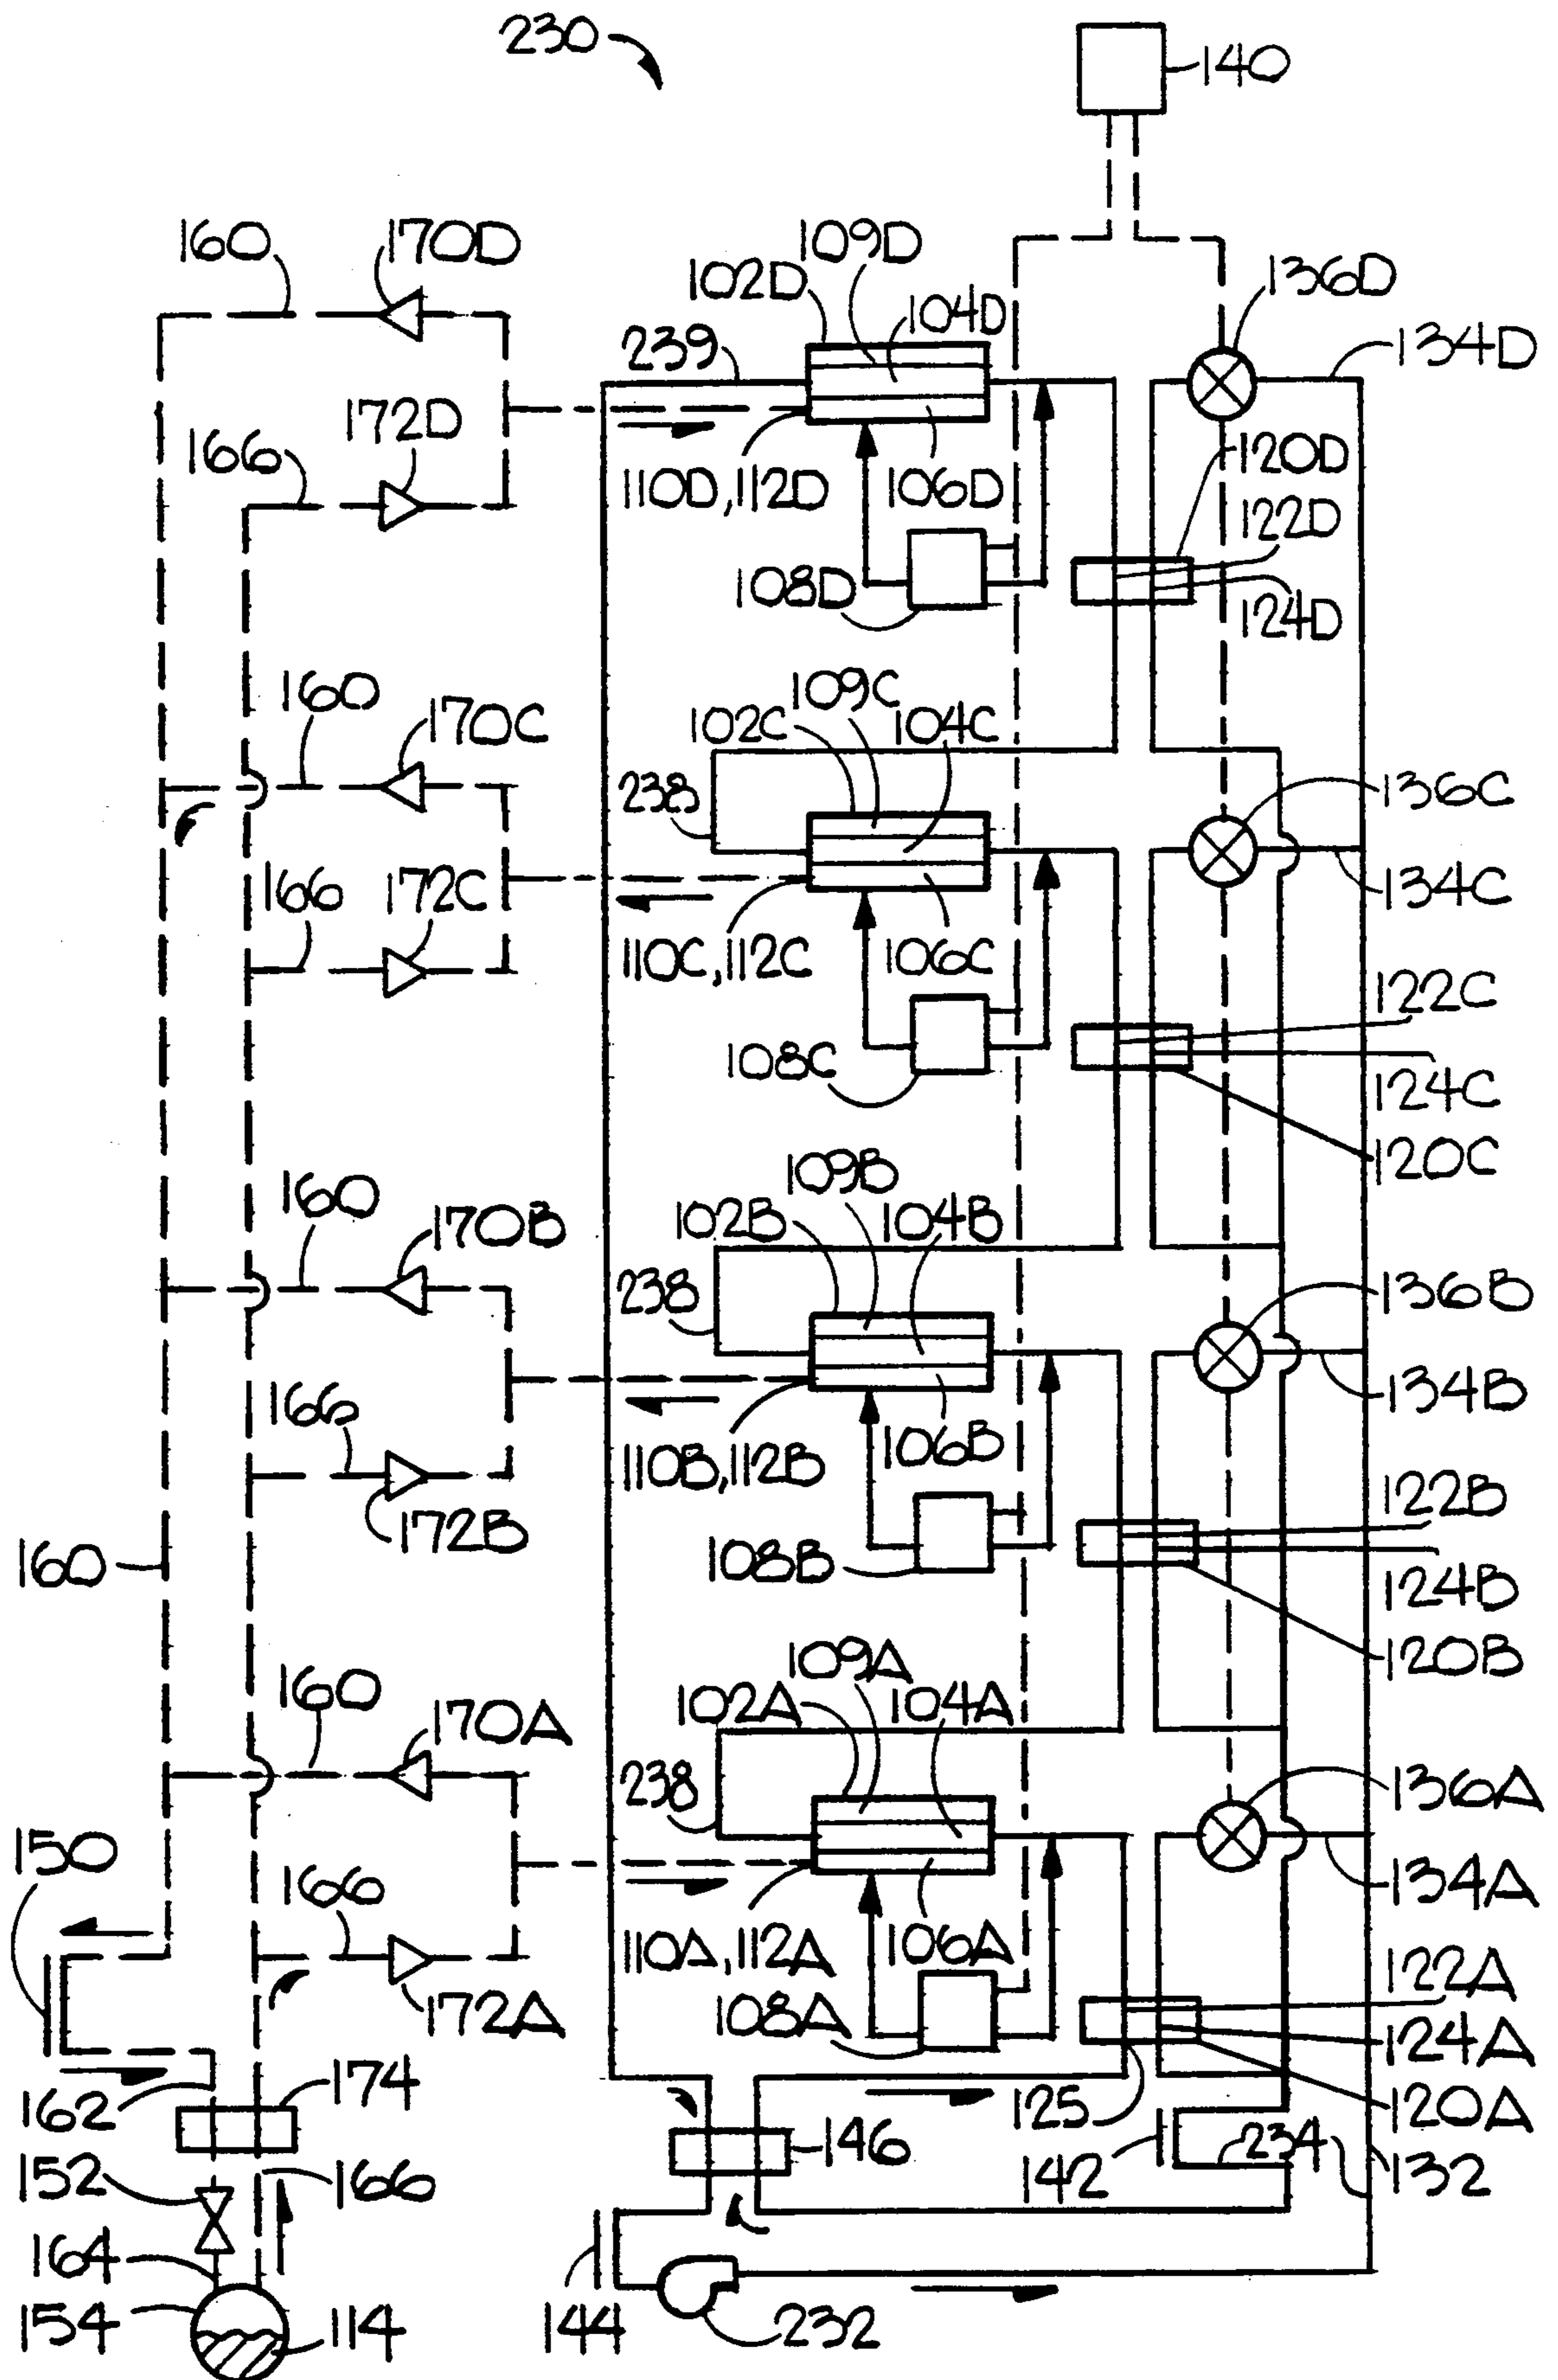 230
140
160
170D
109D
102D
104D
136D
239
134D
172D
166
120D
110D, 112D
106D
122D
108D
124D
160
170C
109C
102C
104C
238
136C
166
172C
134C
110C, 112C
106C
122C
108C
124C
120C
160
170B
109B
102B
104B
238
136B
166
134B
110B, 112B
106B
172B
122B
160
108B
124B
120B
160
170A
109A
102A
104A
238
136A
150
166
134A
110A, 112A
106A
172A
122A
108A
124A
162
174
125
120A
146
142
234
132
152
166
164
154
114
144
232